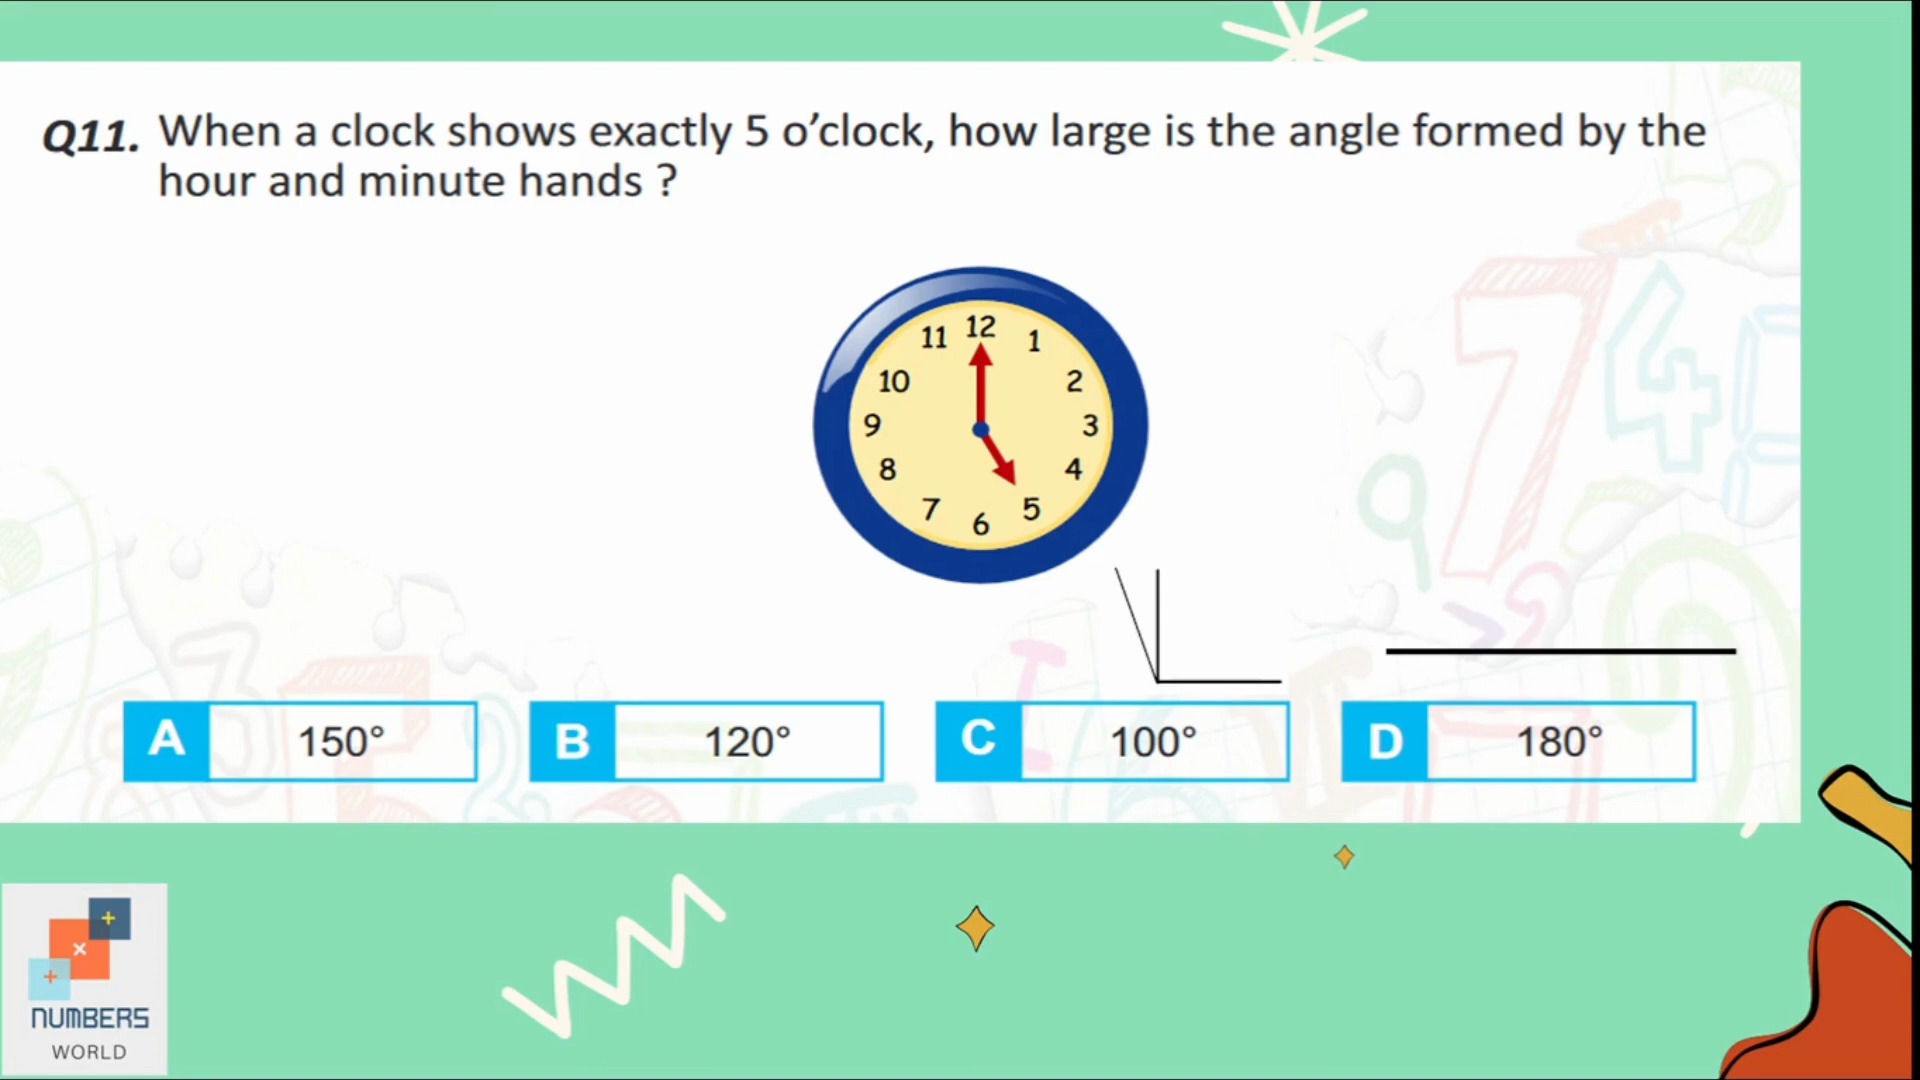 Q11. When a clock shows exactly 5 o’clock, how large is the angle formed by the
hour and minute hands ?
12
11
1
10
2
9
3
8
4
7
5
6
A 150° B 120° C 100° D 180°
NUMBERS
WORLD